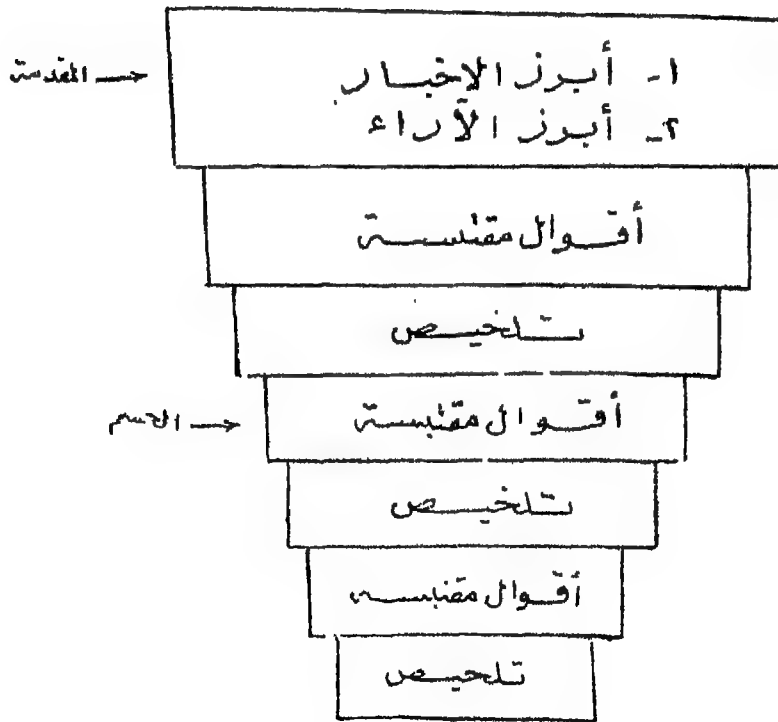 ١- أبرز الاخبار
٢- أبرز الآراء
المقدمة
أقوال مقتبسة
تلخيص
أقوال مقتبسة
الجسم
تلخيص
أقوال مقتبسة
تلخيص